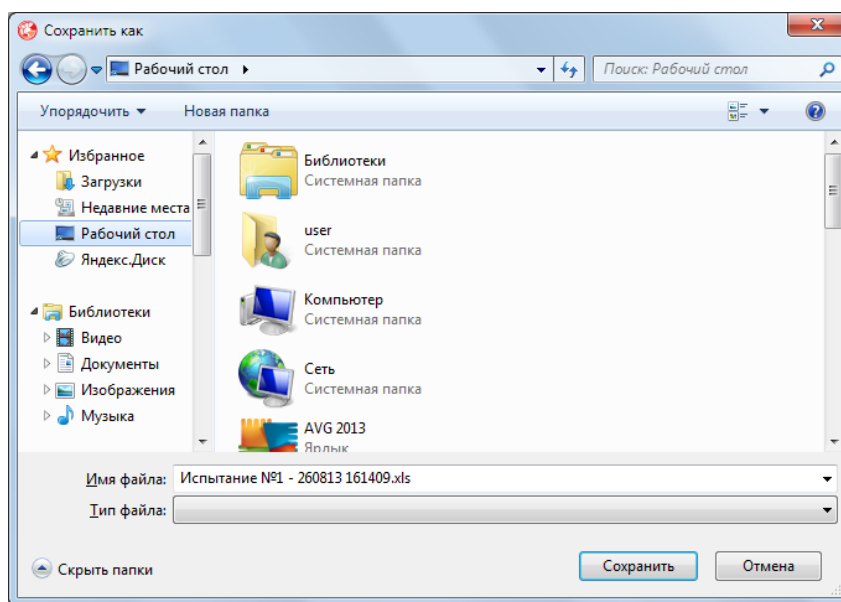 Сохранить как
Рабочий стол
Поиск: Рабочий стол
Упорядочить
Новая папка
Избранное
Загрузки
Недавние места
Рабочий стол
Яндекс.Диск
Библиотеки
Видео
Документы
Изображения
Музыка
Библиотеки
Системная папка
user
Системная папка
Компьютер
Системная папка
Сеть
Системная папка
AVG 2013
Ярлык
Имя файла: Испытание №1 - 260813 161409.xls
Тип файла:
Скрыть папки
Сохранить
Отмена